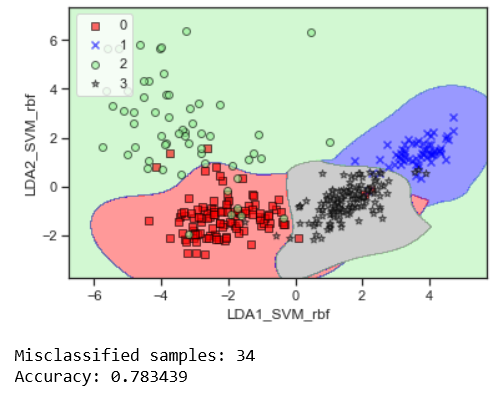 0
1
2
3
6
4
2
0
−2
LDA2_SVM_rbf
−6 −4 −2 0 2 4
LDA1_SVM_rbf
Misclassified samples: 34
Accuracy: 0.783439